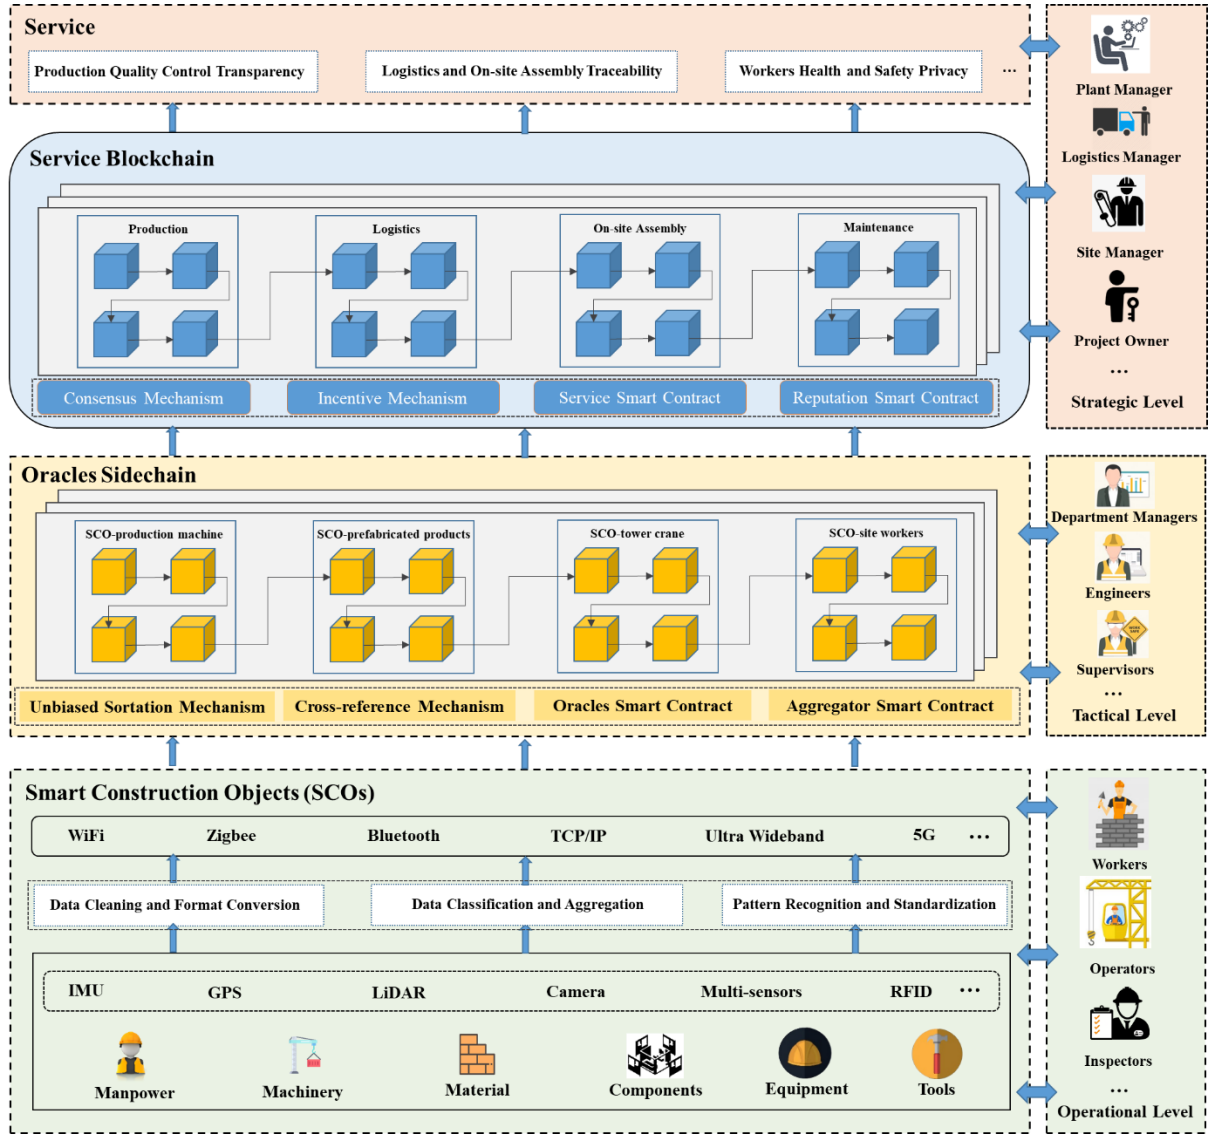 Service
Production Quality Control Transparency
Logistics and On-site Assembly Traceability
Workers Health and Safety Privacy
...
Plant Manager
Logistics Manager
Site Manager
Project Owner
...
Strategic Level
Service Blockchain
Production
Logistics
On-site Assembly
Maintenance
Consensus Mechanism
Incentive Mechanism
Service Smart Contract
Reputation Smart Contract
Oracles Sidechain
SCO-production machine
SCO-prefabricated products
SCO-tower crane
SCO-site workers
Unbiased Sortation Mechanism
Cross-reference Mechanism
Oracles Smart Contract
Aggregator Smart Contract
Department Managers
Engineers
Supervisors
...
Tactical Level
Smart Construction Objects (SCOs)
WiFi
Zigbee
Bluetooth
TCP/IP
Ultra Wideband
5G
...
Data Cleaning and Format Conversion
Data Classification and Aggregation
Pattern Recognition and Standardization
IMU
GPS
LiDAR
Camera
Multi-sensors
RFID
...
Manpower
Machinery
Material
Components
Equipment
Tools
Workers
Operators
Inspectors
...
Operational Level